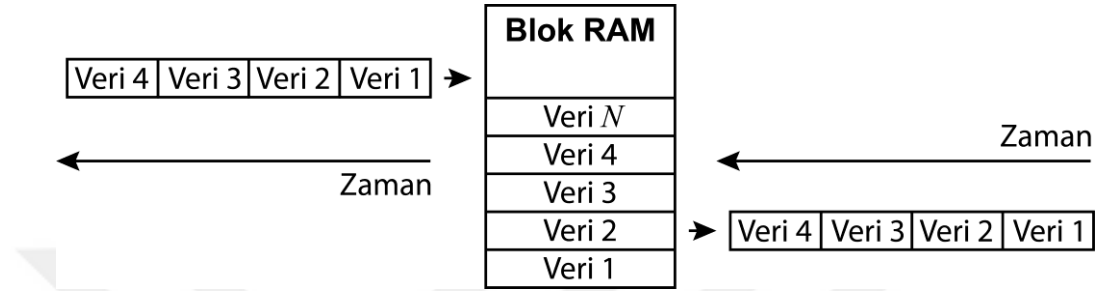 Veri 4 Veri 3 Veri 2 Veri 1
Zaman
Blok RAM
Veri N
Veri 4
Veri 3
Veri 2
Veri 1
Zaman
Veri 4 Veri 3 Veri 2 Veri 1